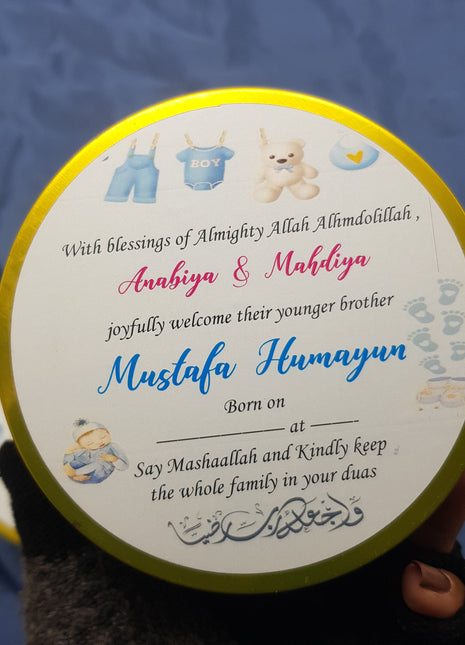 BOY
With blessings of Almighty Allah Alhmdolillah ,
Anabiya & Mahdiya
joyfully welcome their younger brother
Mustafa Humayun
Born on
at
Say Mashaallah and Kindly keep
the whole family in your duas
واجعله رب رضيا